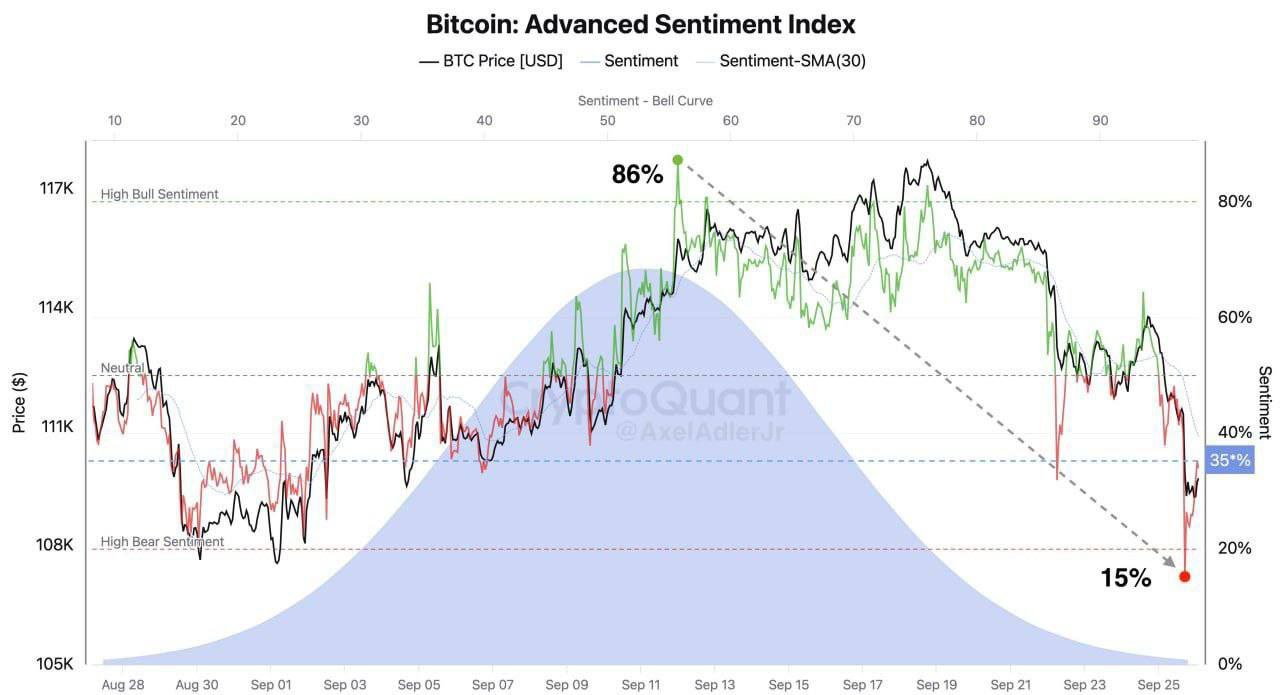 Bitcoin: Advanced Sentiment Index
BTC Price [USD] Sentiment Sentiment-SMA(30)
Sentiment - Bell Curve
10 20 30 40 50 60 70 80 90
86%
117K
High Bull Sentiment
80%
114K
60%
Neutral
Price ($)
Sentiment
CryptoQuant
@AxelAdlerJr
111K
40%
35*%
108K
High Bear Sentiment
20%
15%
105K
0%
Aug 28 Aug 30 Sep 01 Sep 03 Sep 05 Sep 07 Sep 09 Sep 11 Sep 13 Sep 15 Sep 17 Sep 19 Sep 21 Sep 23 Sep 25